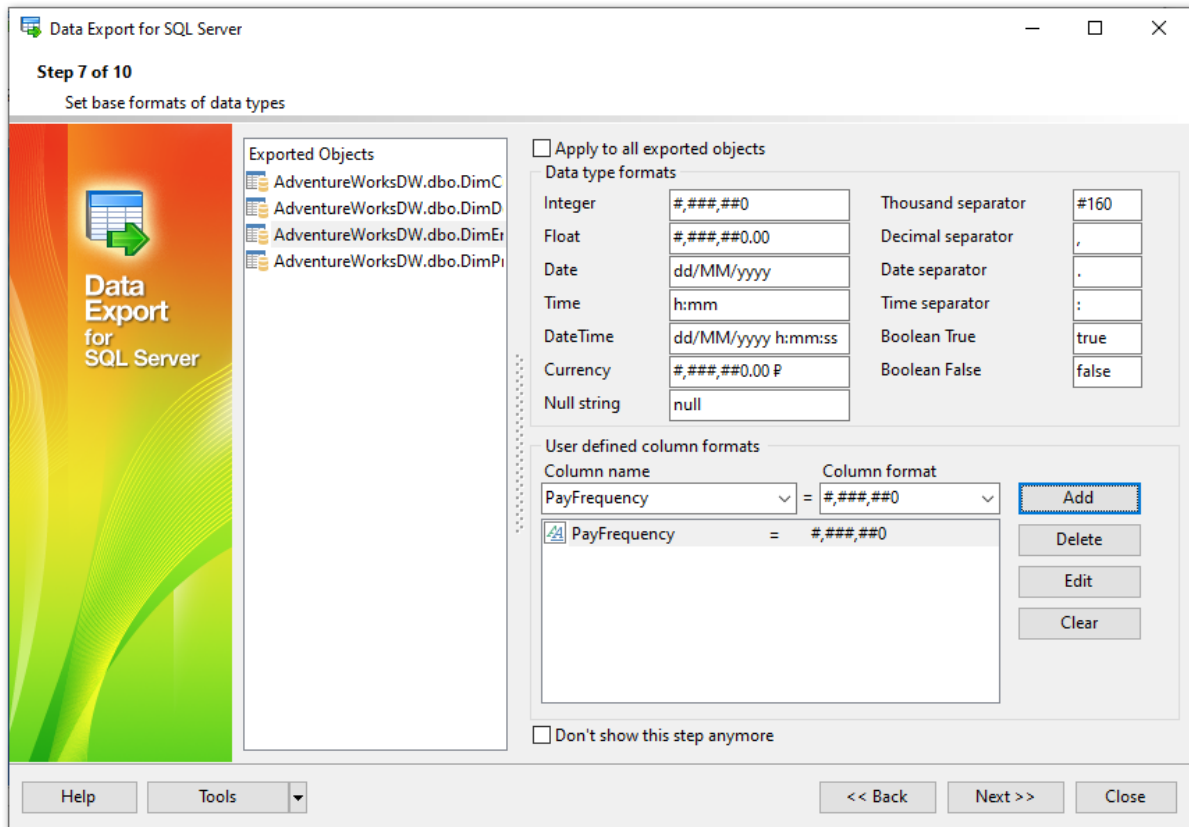 Data Export for SQL Server
Step 7 of 10
Set base formats of data types
Data
Export
for
SQL Server
Exported Objects
AdventureWorksDW.dbo.DimC
AdventureWorksDW.dbo.DimD
AdventureWorksDW.dbo.DimEr
AdventureWorksDW.dbo.DimPr
Apply to all exported objects
Data type formats
Integer #,###,##0 Thousand separator #160
Float #,###,##0.00 Decimal separator ,
Date dd/MM/yyyy Date separator .
Time h:mm Time separator :
DateTime dd/MM/yyyy h:mm:ss Boolean True true
Currency #,###,##0.00 ₽ Boolean False false
Null string null
User defined column formats
Column name Column format
PayFrequency = #,###,##0 Add
PayFrequency = #,###,##0
Delete
Edit
Clear
Don't show this step anymore
Help Tools << Back Next >> Close